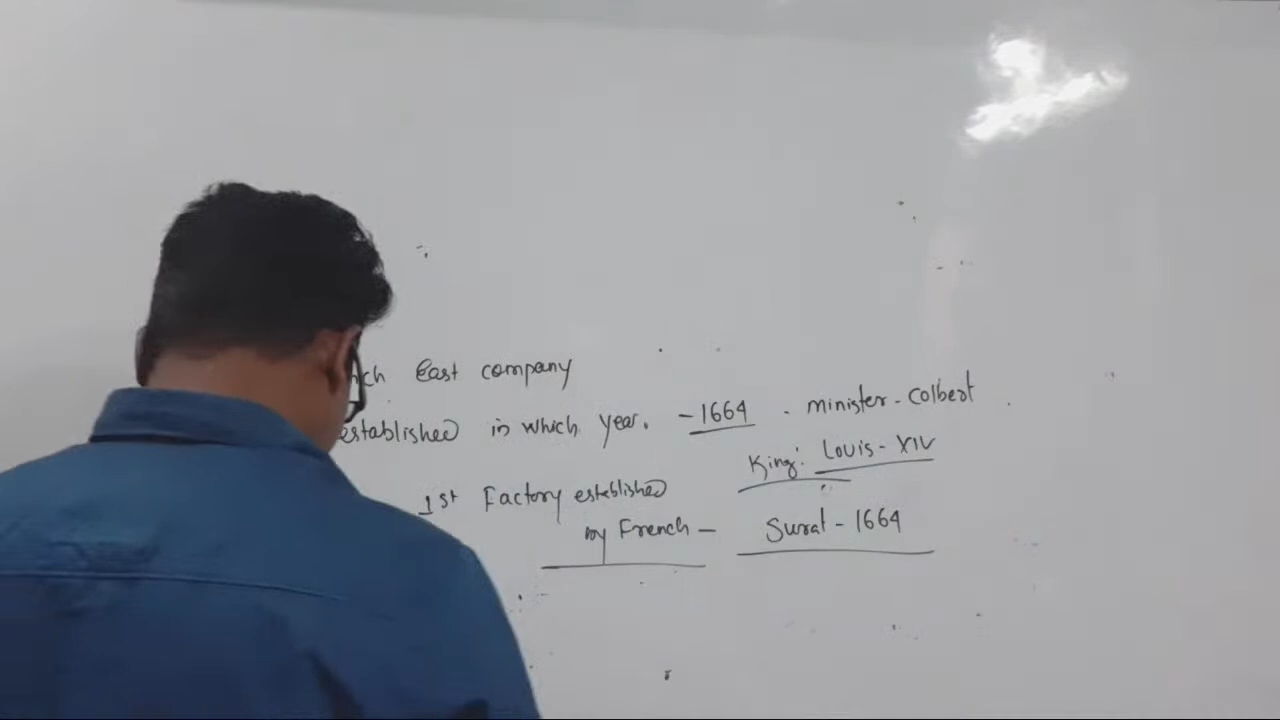 nch East company
established in which year. - 1664 . minister - Colbert .
King: Louis - XIV
1st Factory established
by French - Surat - 1664